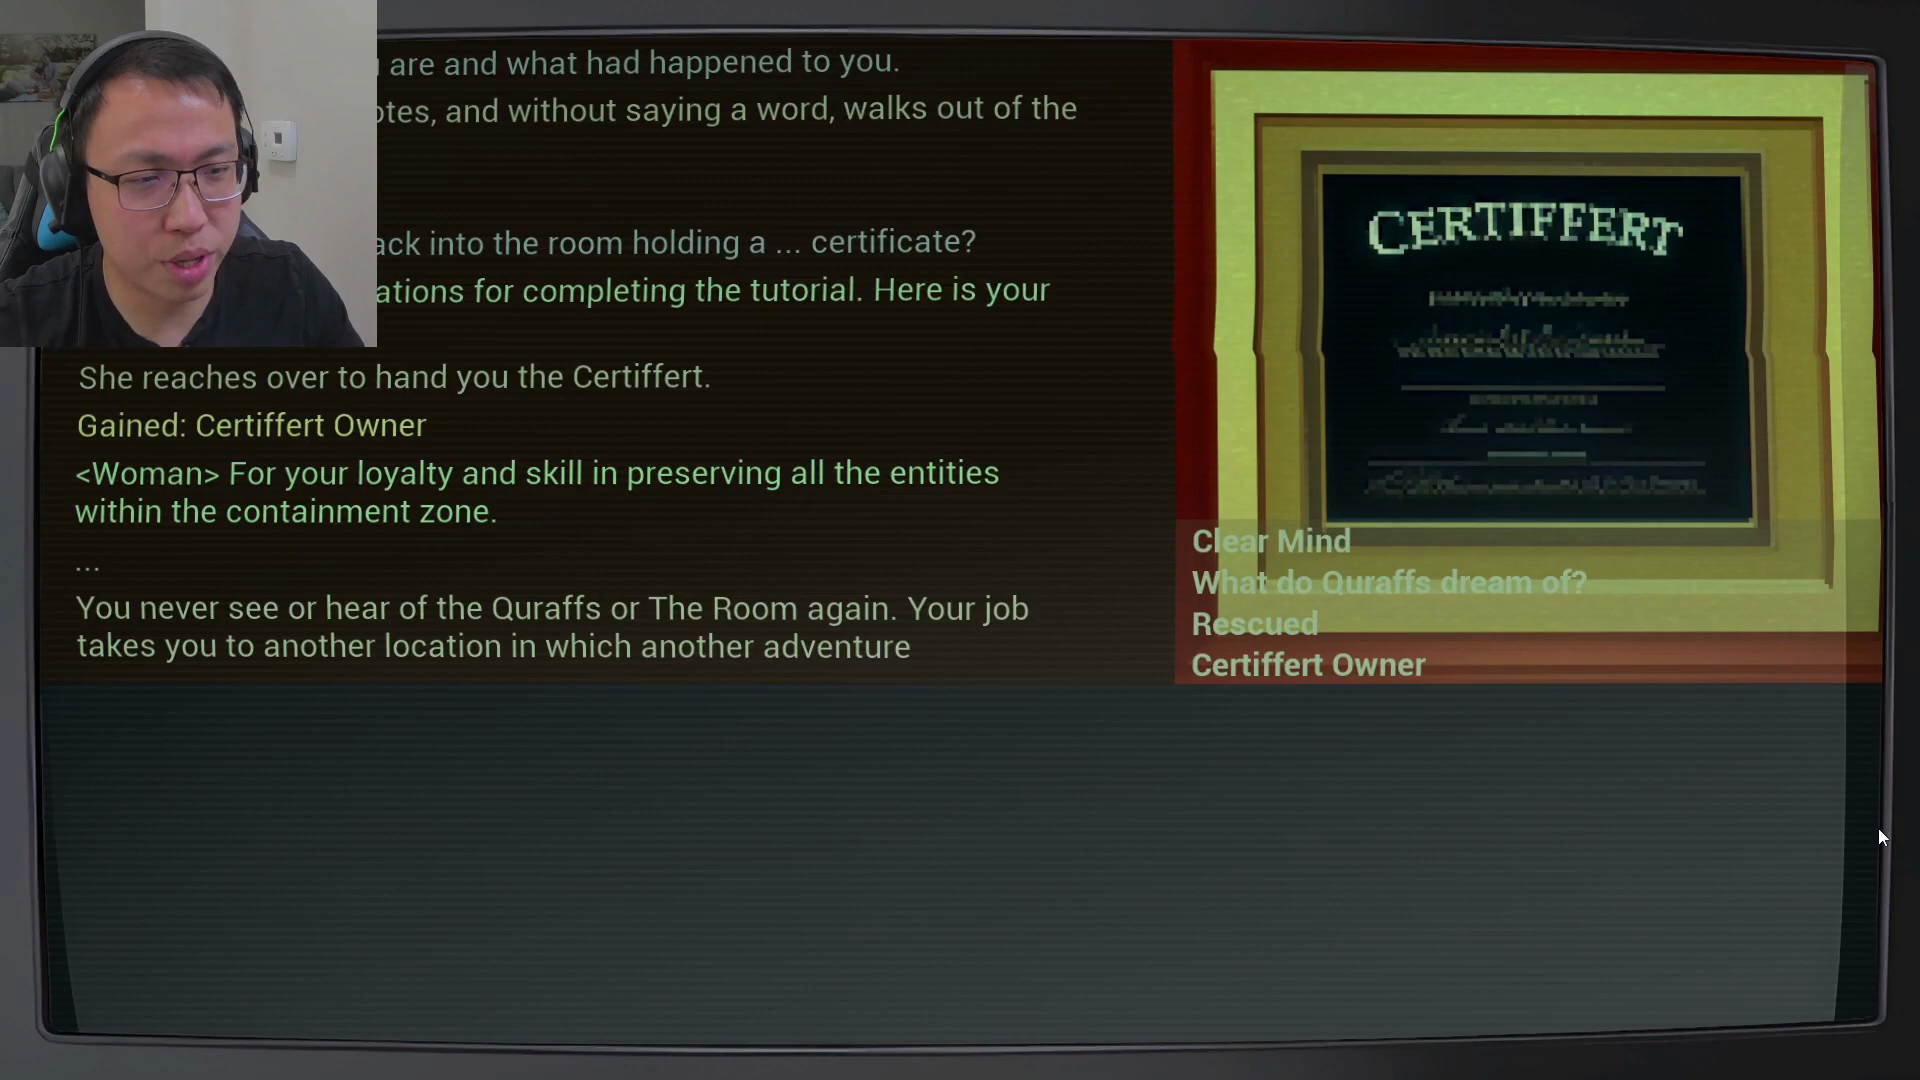 are and what had happened to you.
otes, and without saying a word, walks out of the
ack into the room holding a ... certificate?
ations for completing the tutorial. Here is your
She reaches over to hand you the Certiffert.
Gained: Certiffert Owner
<Woman> For your loyalty and skill in preserving all the entities
within the containment zone.
...
You never see or hear of the Quraffs or The Room again. Your job
takes you to another location in which another adventure
CERTIFFERT
Clear Mind
What do Quraffs dream of?
Rescued
Certiffert Owner